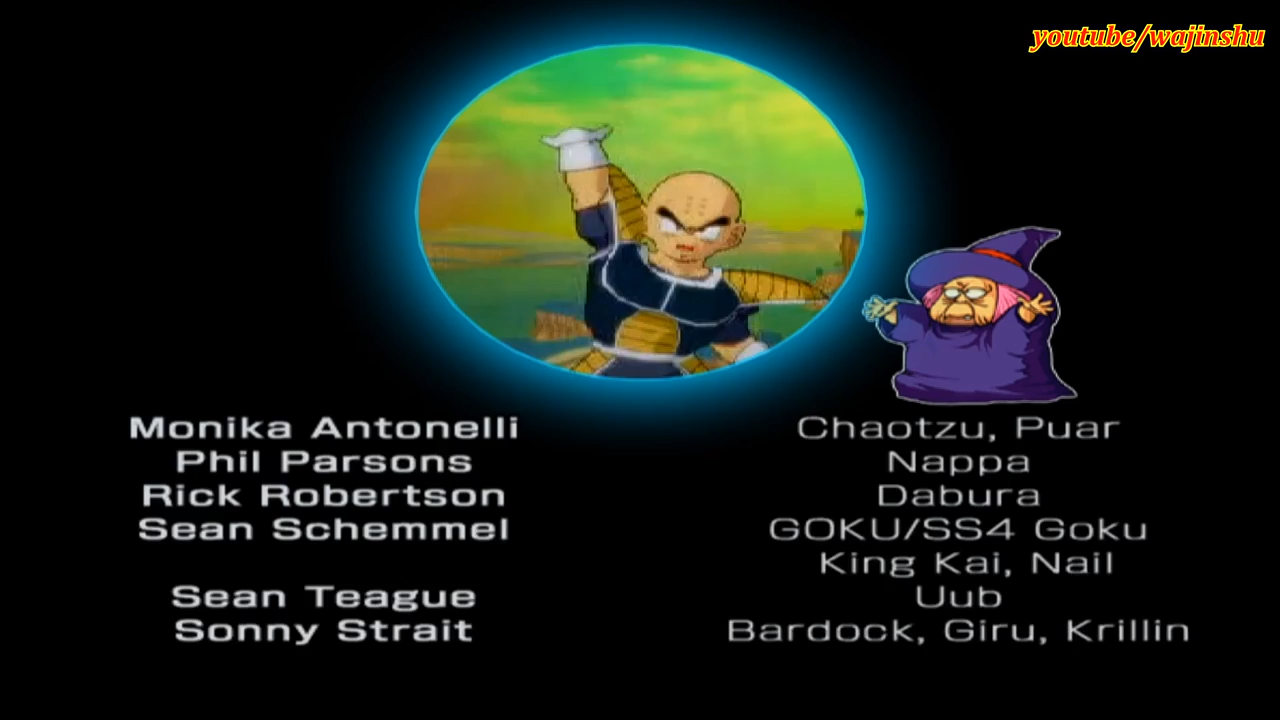 youtube/wajinshu
Monika Antonelli Chaotzu, Puar
Phil Parsons Nappa
Rick Robertson Dabura
Sean Schemmel GOKU/SS4 Goku
King Kai, Nail
Sean Teague Uub
Sonny Strait Bardock, Giru, Krillin